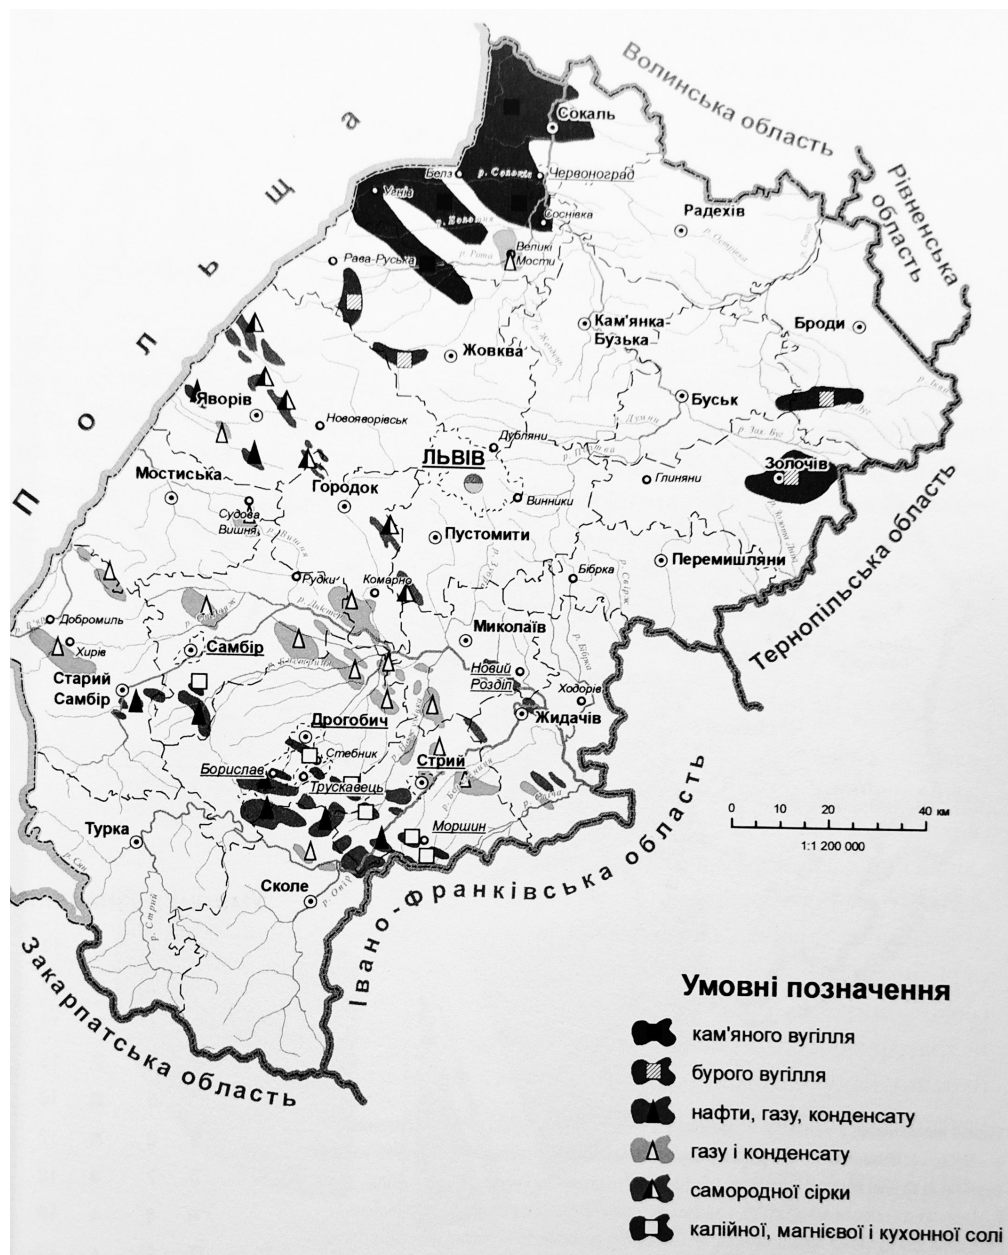 Волинська область
Рівненська
область
Польща
Сокаль
Белз
р. Солокія
Червоноград
Угнів
Соснівка
Радехів
Великі
Мости
р. Рата
Рава-Руська
Кам'янка-
Бузька
Броди
Жовква
Яворів
Буськ
Новояворівськ
Дубляни
ЛЬВІВ
Золочів
Мостиська
Городок
Глиняни
Винники
Судова
Вишня
Пустомити
Перемишляни
Бібрка
Рудки
Комарно
Добромиль
Хирів
Самбір
Миколаїв
Старий
Самбір
Новий
Розділ
Ходорів
Жидачів
Дрогобич
Стебник
Борислав
Трускавець
Стрий
Моршин
Турка
Сколе
р. Опір
р. Стрий
Тернопільська область
Івано-Франківська область
Закарпатська область
0 20 40 км
1:1 200 000
Умовні позначення
кам'яного вугілля
бурого вугілля
нафти, газу, конденсату
газу і конденсату
самородної сірки
калійної, магнієвої і кухонної солі